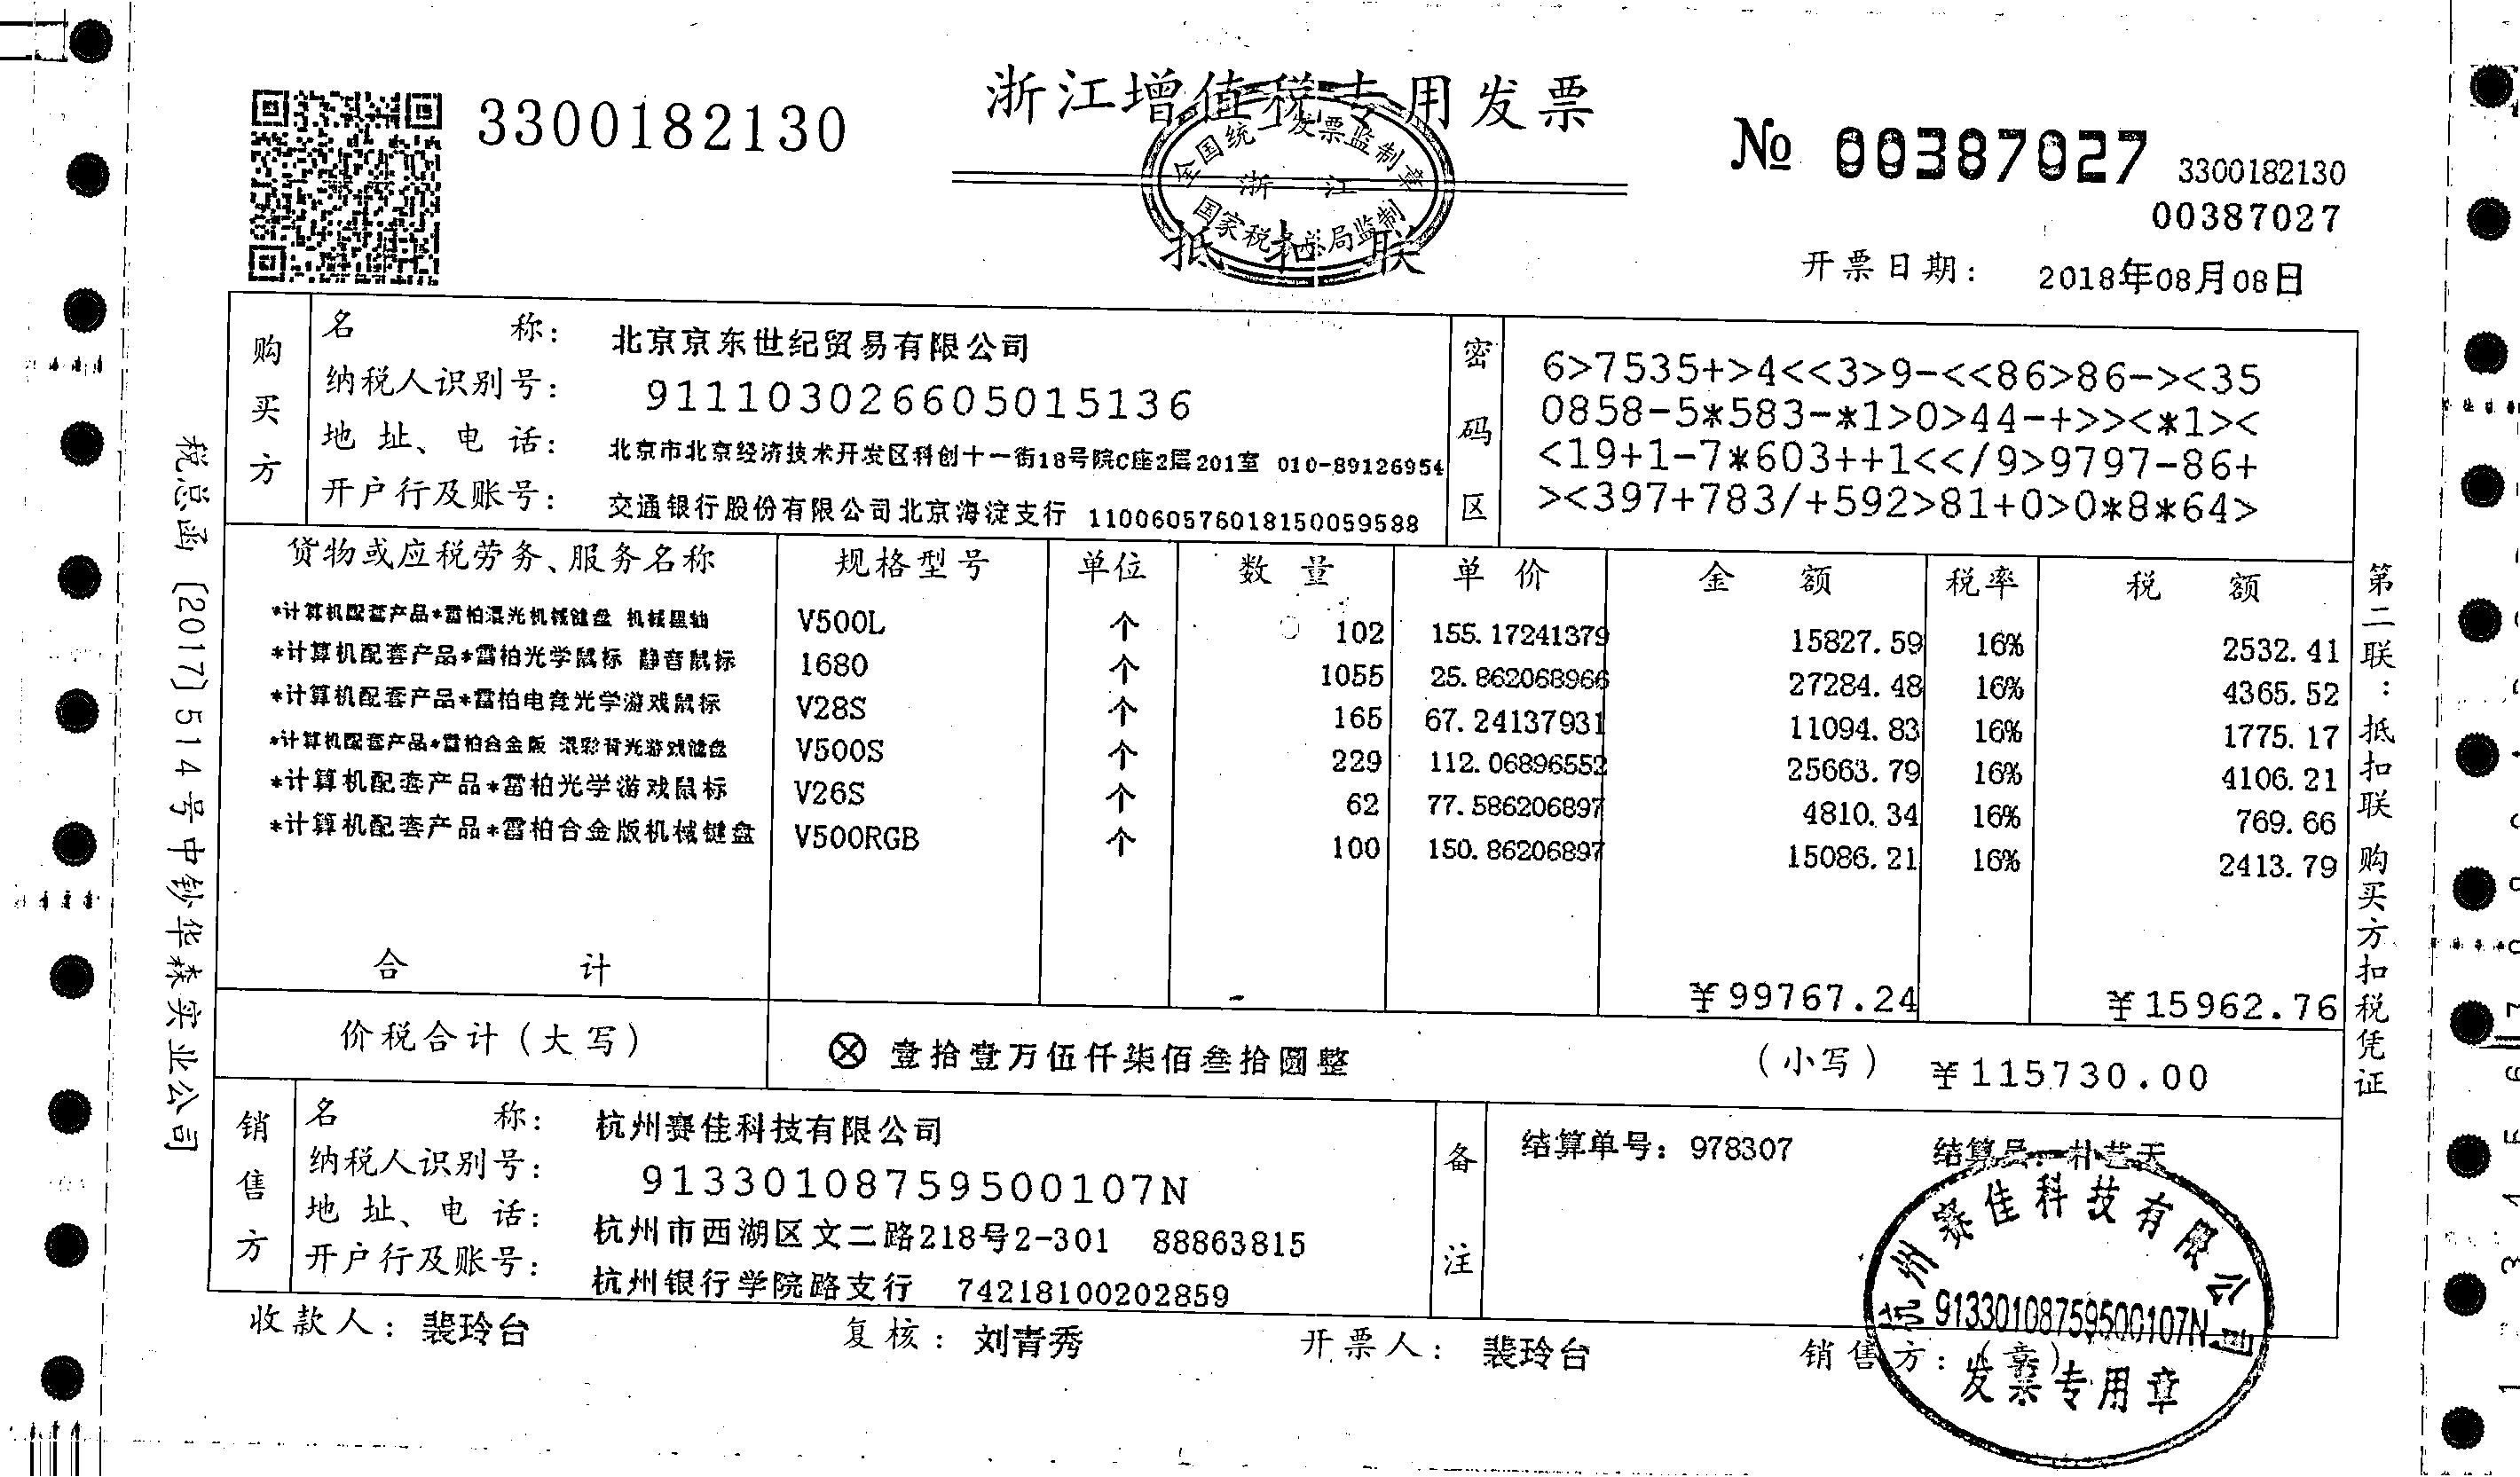 浙江增值税专用发票
3300182130
№ 00387027
3300182130
00387027
全国统一发票监制章
浙 江
国家税务总局监制
抵扣联
开票日期: 2018年08月08日
购买方
名 称: 北京京东世纪贸易有限公司
纳税人识别号: 911103026605015136
地 址、电 话: 北京市北京经济技术开发区科创十一街18号院C座2层201室 010-89126954
开户行及账号: 交通银行股份有限公司北京海淀支行 110060576018150059588
密码区
6>7535+>4<<3>9-<<86>86-><35
0858-5*583-*1>0>44-+>><*1><
<19+1-7*603++1<</9>9797-86+
><397+783/+592>81+0>0*8*64>
货物或应税劳务、服务名称 规格型号 单位 数 量 单 价 金 额 税率 税 额
*计算机配套产品*雷柏混光机械键盘 机械黑轴 V500L 个 102 155.17241379 15827.59 16% 2532.41
*计算机配套产品*雷柏光学鼠标 静音鼠标 1680 个 1055 25.862068966 27284.48 16% 4365.52
*计算机配套产品*雷柏电竞光学游戏鼠标 V28S 个 165 67.24137931 11094.83 16% 1775.17
*计算机配套产品*雷柏合金版 混彩背光游戏键盘 V500S 个 229 112.06896552 25663.79 16% 4106.21
*计算机配套产品*雷柏光学游戏鼠标 V26S 个 62 77.586206897 4810.34 16% 769.66
*计算机配套产品*雷柏合金版机械键盘 V500RGB 个 100 150.86206897 15086.21 16% 2413.79
合 计 ¥99767.24 ¥15962.76
价税合计(大写) ⊗ 壹拾壹万伍仟柒佰叁拾圆整 (小写) ¥115730.00
销售方
名 称: 杭州赛佳科技有限公司
纳税人识别号: 91330108759500107N
地 址、电 话: 杭州市西湖区文二路218号2-301 88863815
开户行及账号: 杭州银行学院路支行 74218100202859
备注
结算单号: 978307 结算员: 朴艺天
收款人: 裴玲台 复核: 刘青秀 开票人: 裴玲台 销售方:(章)
杭州赛佳科技有限公司
91330108759500107N
发票专用章
税总函〔2017〕514号中钞华森实业公司
第二联:抵扣联 购买方扣税凭证